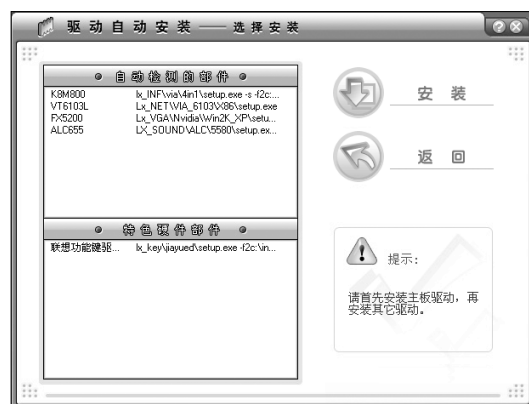 驱动自动安装——选择安装
自动检测的部件
K8M800 lx_INF\via\4in1\setup.exe -s -f2c:...
VT6103L Lx_NET\VIA_6103\X86\setup.exe
FX5200 Lx_VGA\Nvidia\Win2K_XP\setu...
ALC655 LX_SOUND\ALC\5580\setup.ex...
特色硬件部件
联想功能键驱... lx_key\jiayued\setup.exe -f2c:\in...
安装
返回
提示:
请首先安装主板驱动，再
安装其它驱动。